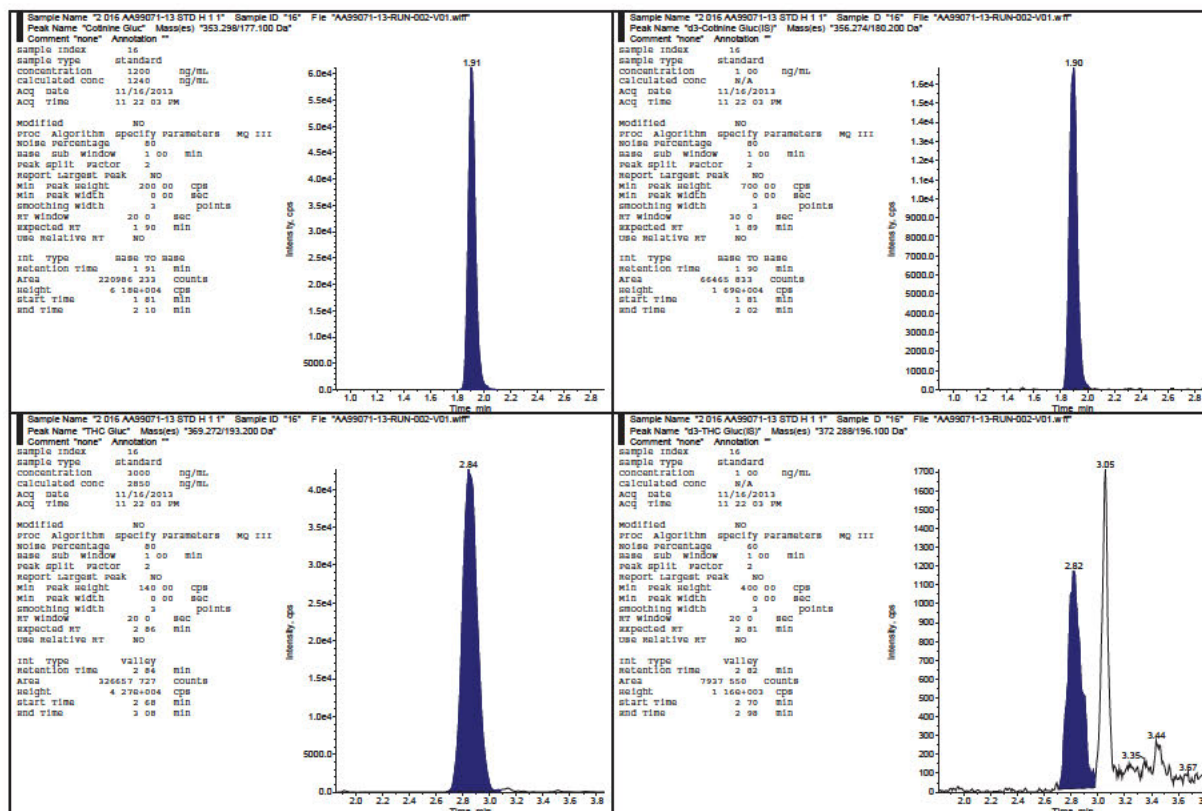 Sample Name "2 016 AA99071-13 STD H 1 1" Sample ID "16" File "AA99071-13-RUN-002-V01.wiff"
Peak Name "Cotinine Gluc" Mass(es) "353.298/177.100 Da"
Comment "none" Annotation ""
Sample Index 16
Sample Type standard
Concentration 1200 ng/mL
Calculated Conc 1240 ng/mL
Acq Date 11/16/2013
Acq Time 11 22 03 PM
Modified NO
Proc Algorithm specify Parameters MQ III
Noise Percentage 80
Base Sub Window 1 00 min
Peak Split Factor 2
Report Largest Peak NO
Min Peak Height 200 00 cps
Min Peak Width 0 00 sec
Smoothing Width 3 points
RT Window 20 0 sec
Expected RT 1 90 min
Use Relative RT NO
Int Type Base To Base
Retention Time 1 91 min
Area 220986 233 counts
Height 6 18e+004 cps
Start Time 1 81 min
End Time 2 10 min
1.91
6.0e4
5.5e4
5.0e4
4.5e4
4.0e4
3.5e4
3.0e4
2.5e4
2.0e4
1.5e4
1.0e4
5000.0
0.0
Intensity, cps
1.0 1.2 1.4 1.6 1.8 2.0 2.2 2.4 2.6 2.8
Time min
Sample Name "2 016 AA99071-13 STD H 1 1" Sample D "16" File "AA99071-13-RUN-002-V01.wiff"
Peak Name "d3-Cotinine Gluc(IS)" Mass(es) "356.274/180.200 Da"
Comment "none" Annotation ""
Sample Index 16
Sample Type standard
Concentration 1 00 ng/mL
Calculated Conc N/A
Acq Date 11/16/2013
Acq Time 11 22 03 PM
Modified NO
Proc Algorithm specify Parameters MQ III
Noise Percentage 80
Base Sub Window 1 00 min
Peak Split Factor 2
Report Largest Peak NO
Min Peak Height 700 00 cps
Min Peak Width 0 00 sec
Smoothing Width 3 points
RT Window 30 0 sec
Expected RT 1 89 min
Use Relative RT NO
Int Type Base To Base
Retention Time 1 90 min
Area 66465 833 counts
Height 1 69e+004 cps
Start Time 1 81 min
End Time 2 02 min
1.90
1.6e4
1.5e4
1.4e4
1.3e4
1.2e4
1.1e4
1.0e4
9000.0
8000.0
7000.0
6000.0
5000.0
4000.0
3000.0
2000.0
1000.0
0.0
Intensity, cps
1.0 1.2 1.4 1.6 1.8 2.0 2.2 2.4 2.6 2.8
Time min
Sample Name "2 016 AA99071-13 STD H 1 1" Sample ID "16" File "AA99071-13-RUN-002-V01.wiff"
Peak Name "THC Gluc" Mass(es) "369.272/193.200 Da"
Comment "none" Annotation ""
Sample Index 16
Sample Type standard
Concentration 3000 ng/mL
Calculated Conc 2850 ng/mL
Acq Date 11/16/2013
Acq Time 11 22 03 PM
Modified NO
Proc Algorithm specify Parameters MQ III
Noise Percentage 80
Base Sub Window 1 00 min
Peak Split Factor 2
Report Largest Peak NO
Min Peak Height 140 00 cps
Min Peak Width 0 00 sec
Smoothing Width 3 points
RT Window 20 0 sec
Expected RT 2 86 min
Use Relative RT NO
Int Type valley
Retention Time 2 84 min
Area 326657 727 counts
Height 4 27e+004 cps
Start Time 2 68 min
End Time 3 08 min
2.84
4.0e4
3.5e4
3.0e4
2.5e4
2.0e4
1.5e4
1.0e4
5000.0
0.0
Intensity, cps
2.0 2.2 2.4 2.6 2.8 3.0 3.2 3.4 3.6 3.8
Time min
Sample Name "2 016 AA99071-13 STD H 1 1" Sample D "16" File "AA99071-13-RUN-002-V01.wiff"
Peak Name "d3-THC Gluc(IS)" Mass(es) "372 288/196.100 Da"
Comment "none" Annotation ""
Sample Index 16
Sample Type standard
Concentration 1 00 ng/mL
Calculated Conc N/A
Acq Date 11/16/2013
Acq Time 11 22 03 PM
Modified NO
Proc Algorithm specify Parameters MQ III
Noise Percentage 60
Base Sub Window 1 00 min
Peak Split Factor 2
Report Largest Peak NO
Min Peak Height 400 00 cps
Min Peak Width 0 00 sec
Smoothing Width 3 points
RT Window 20 0 sec
Expected RT 2 81 min
Use Relative RT NO
Int Type valley
Retention Time 2 82 min
Area 7937 550 counts
Height 1 16e+003 cps
Start Time 2 70 min
End Time 2 98 min
3.05
2.82
3.35
3.44
3.67
1700
1600
1500
1400
1300
1200
1100
1000
900
800
700
600
500
400
300
200
100
0
Intensity, cps
2.0 2.2 2.4 2.6 2.8 3.0 3.2 3.4 3.6
Time min